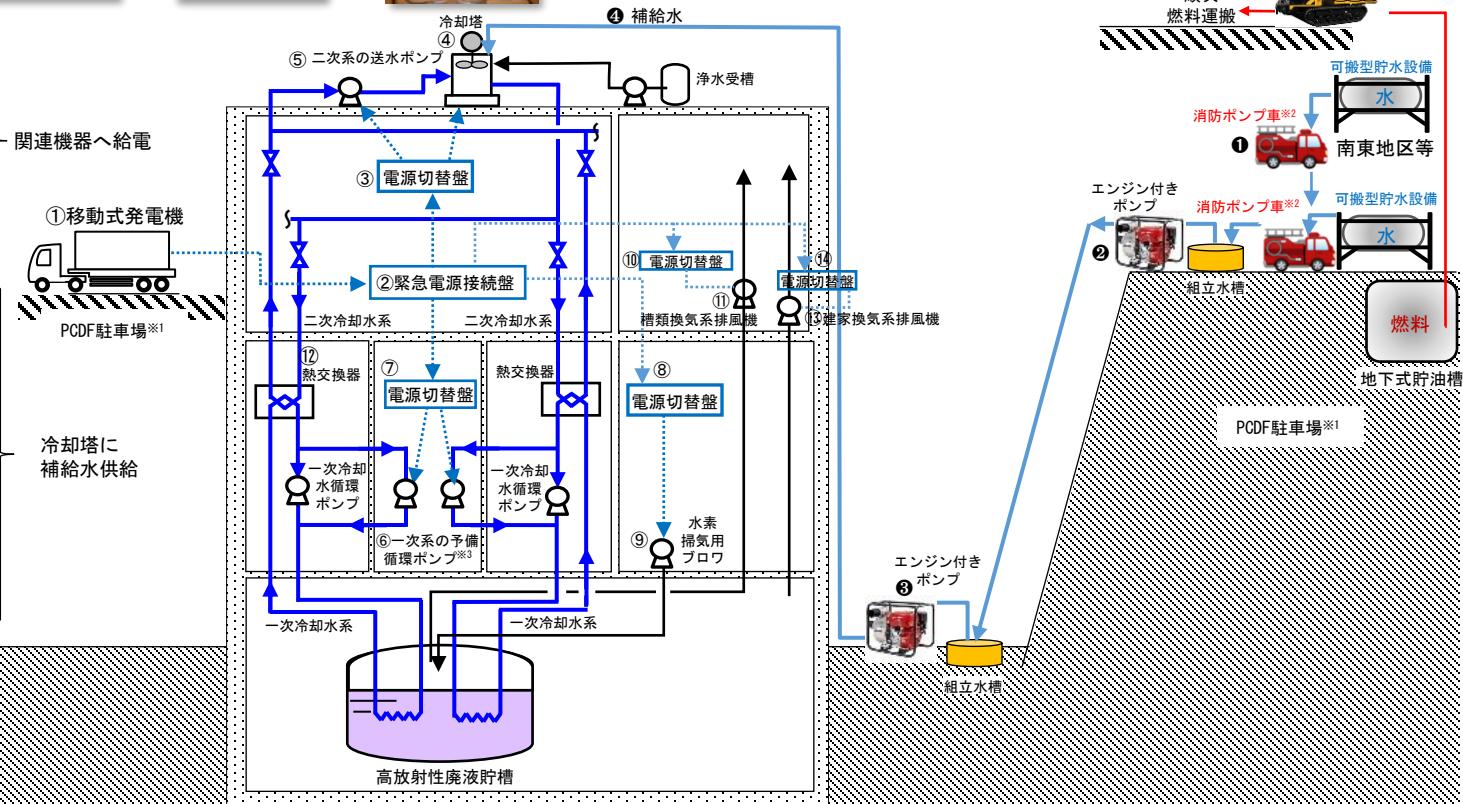 ❹ 補給水
冷却塔
④
⑤ 二次系の送水ポンプ
浄水受槽
燃料運搬
可搬型貯水設備
水
消防ポンプ車※2
❶
南東地区等
関連機器へ給電
③ 電源切替盤
①移動式発電機
エンジン付き
ポンプ
消防ポンプ車※2
可搬型貯水設備
水
❷
組立水槽
②緊急電源接続盤
⑩ 電源切替盤
⑭
電源切替盤
⑪
槽類換気系排風機
⑬建家換気系排風機
PCDF駐車場※1
二次冷却水系
二次冷却水系
燃料
地下式貯油槽
PCDF駐車場※1
⑫
熱交換器
⑦
電源切替盤
熱交換器
⑧
電源切替盤
冷却塔に
補給水供給
一次冷却
水循環
ポンプ
一次冷却
水循環
ポンプ
⑥一次系の予備
循環ポンプ※3
⑨
水素
掃気用
ブロワ
エンジン付き
ポンプ
❸
組立水槽
一次冷却水系
一次冷却水系
高放射性廃液貯槽